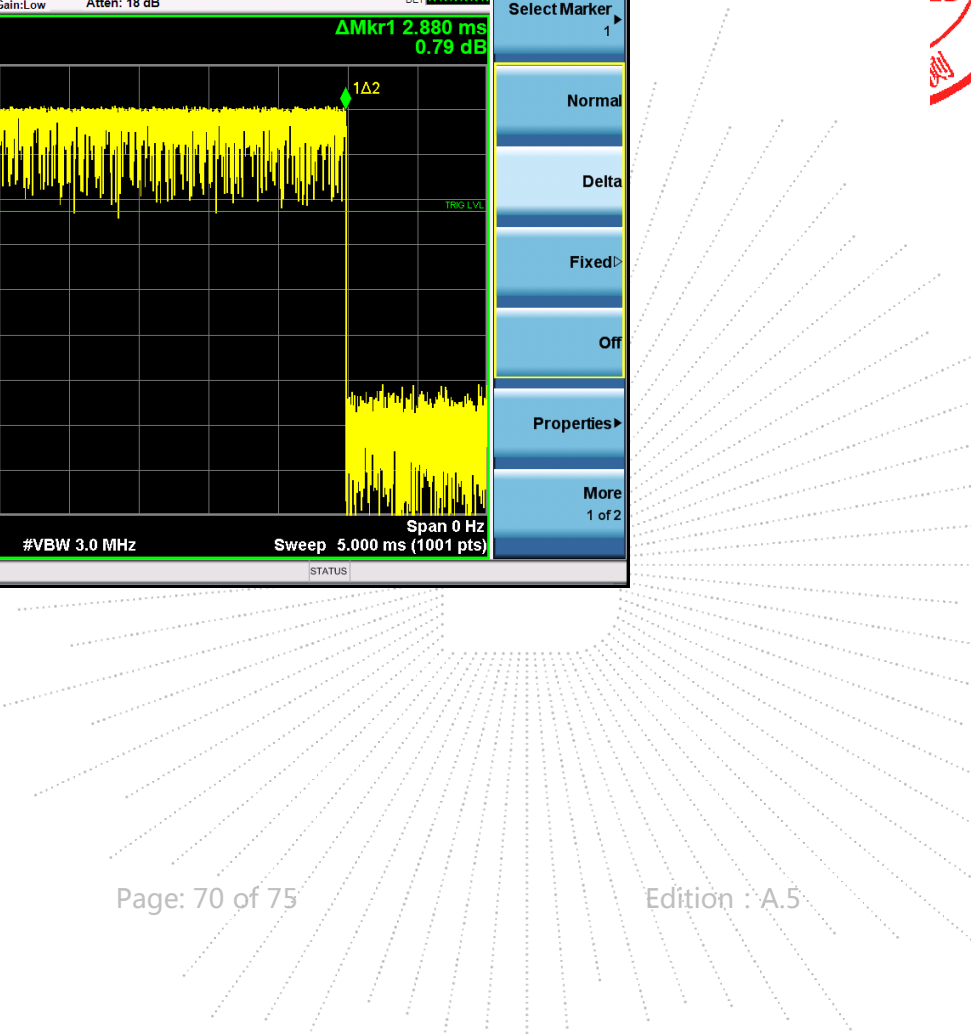 Gain:Low Atten: 18 dB
ΔMkr1 2.880 ms
0.79 dB
1Δ2
TRIG LVL
Span 0 Hz
#VBW 3.0 MHz Sweep 5.000 ms (1001 pts)
STATUS
Select Marker
1
Normal
Delta
Fixed
Off
Properties
More
1 of 2
Page: 70 of 75 Edition : A.5